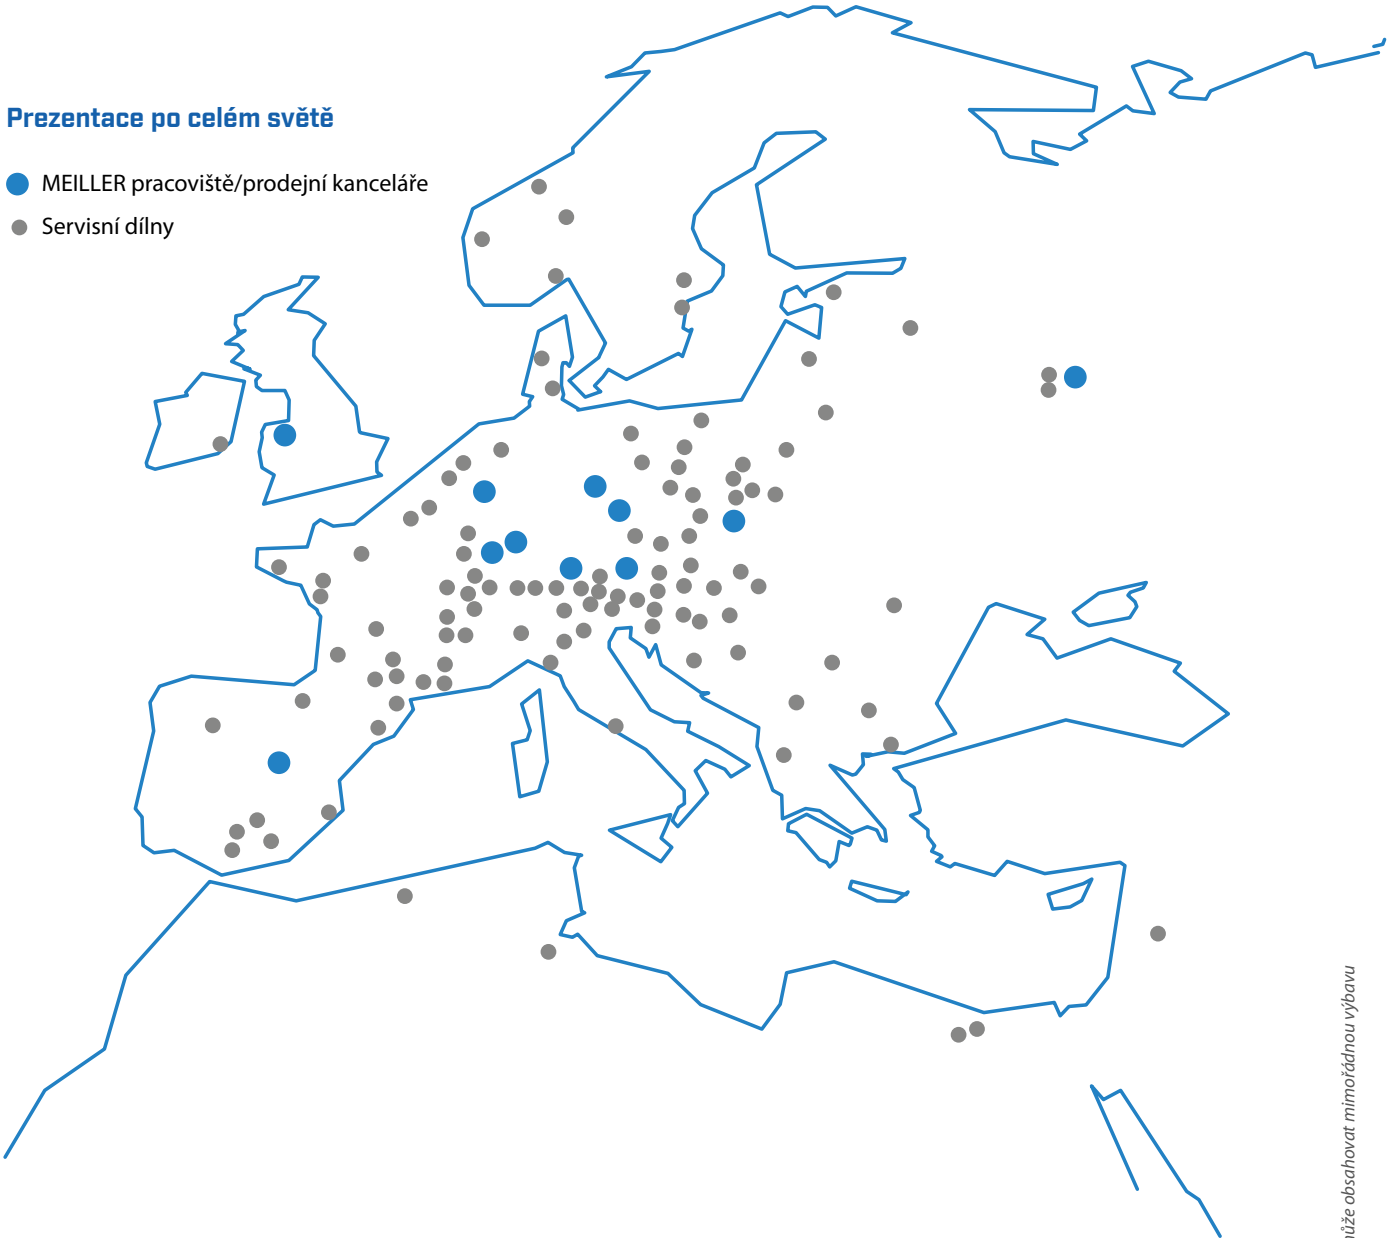 Prezentace po celém světě
MEILLER pracoviště/prodejní kanceláře
Servisní dílny
obsahovat mimořádnou výbavu